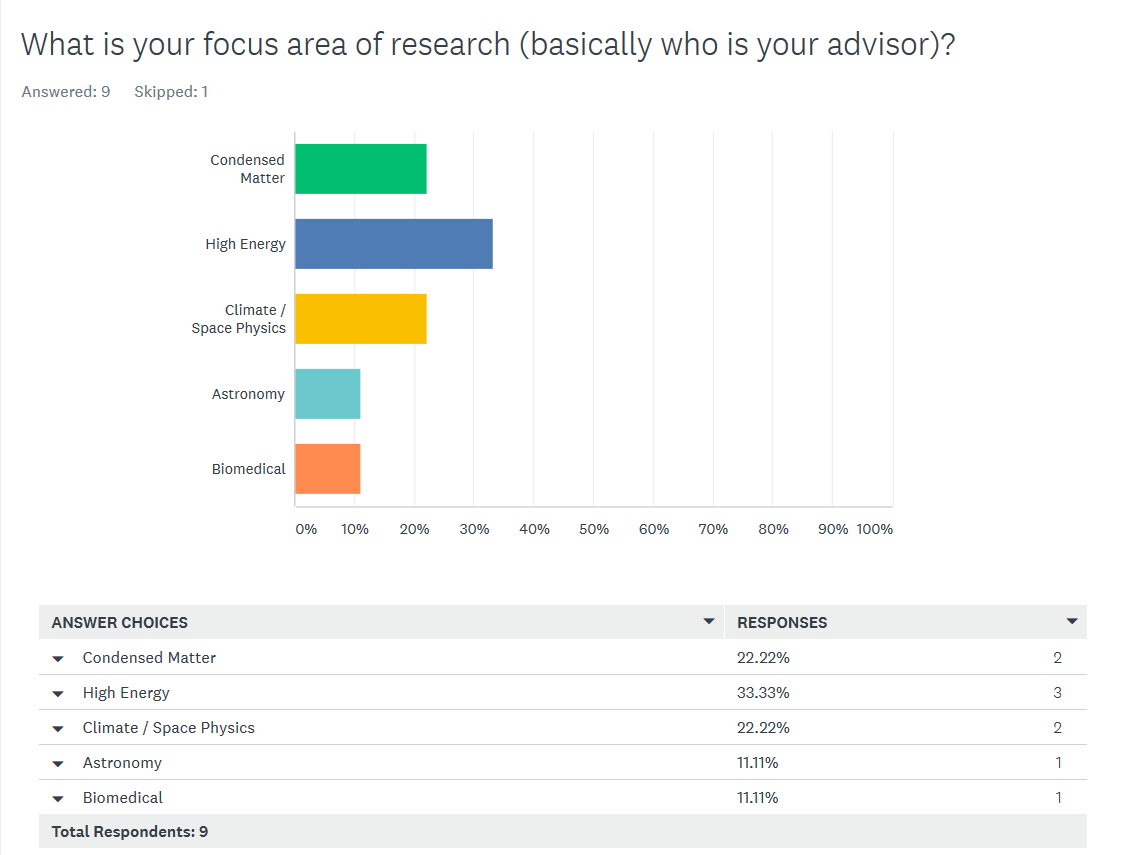 What is your focus area of research (basically who is your advisor)?
Answered: 9 Skipped: 1
Condensed
Matter
High Energy
Climate /
Space Physics
Astronomy
Biomedical
0% 10% 20% 30% 40% 50% 60% 70% 80% 90% 100%
ANSWER CHOICES RESPONSES
Condensed Matter 22.22% 2
High Energy 33.33% 3
Climate / Space Physics 22.22% 2
Astronomy 11.11% 1
Biomedical 11.11% 1
Total Respondents: 9